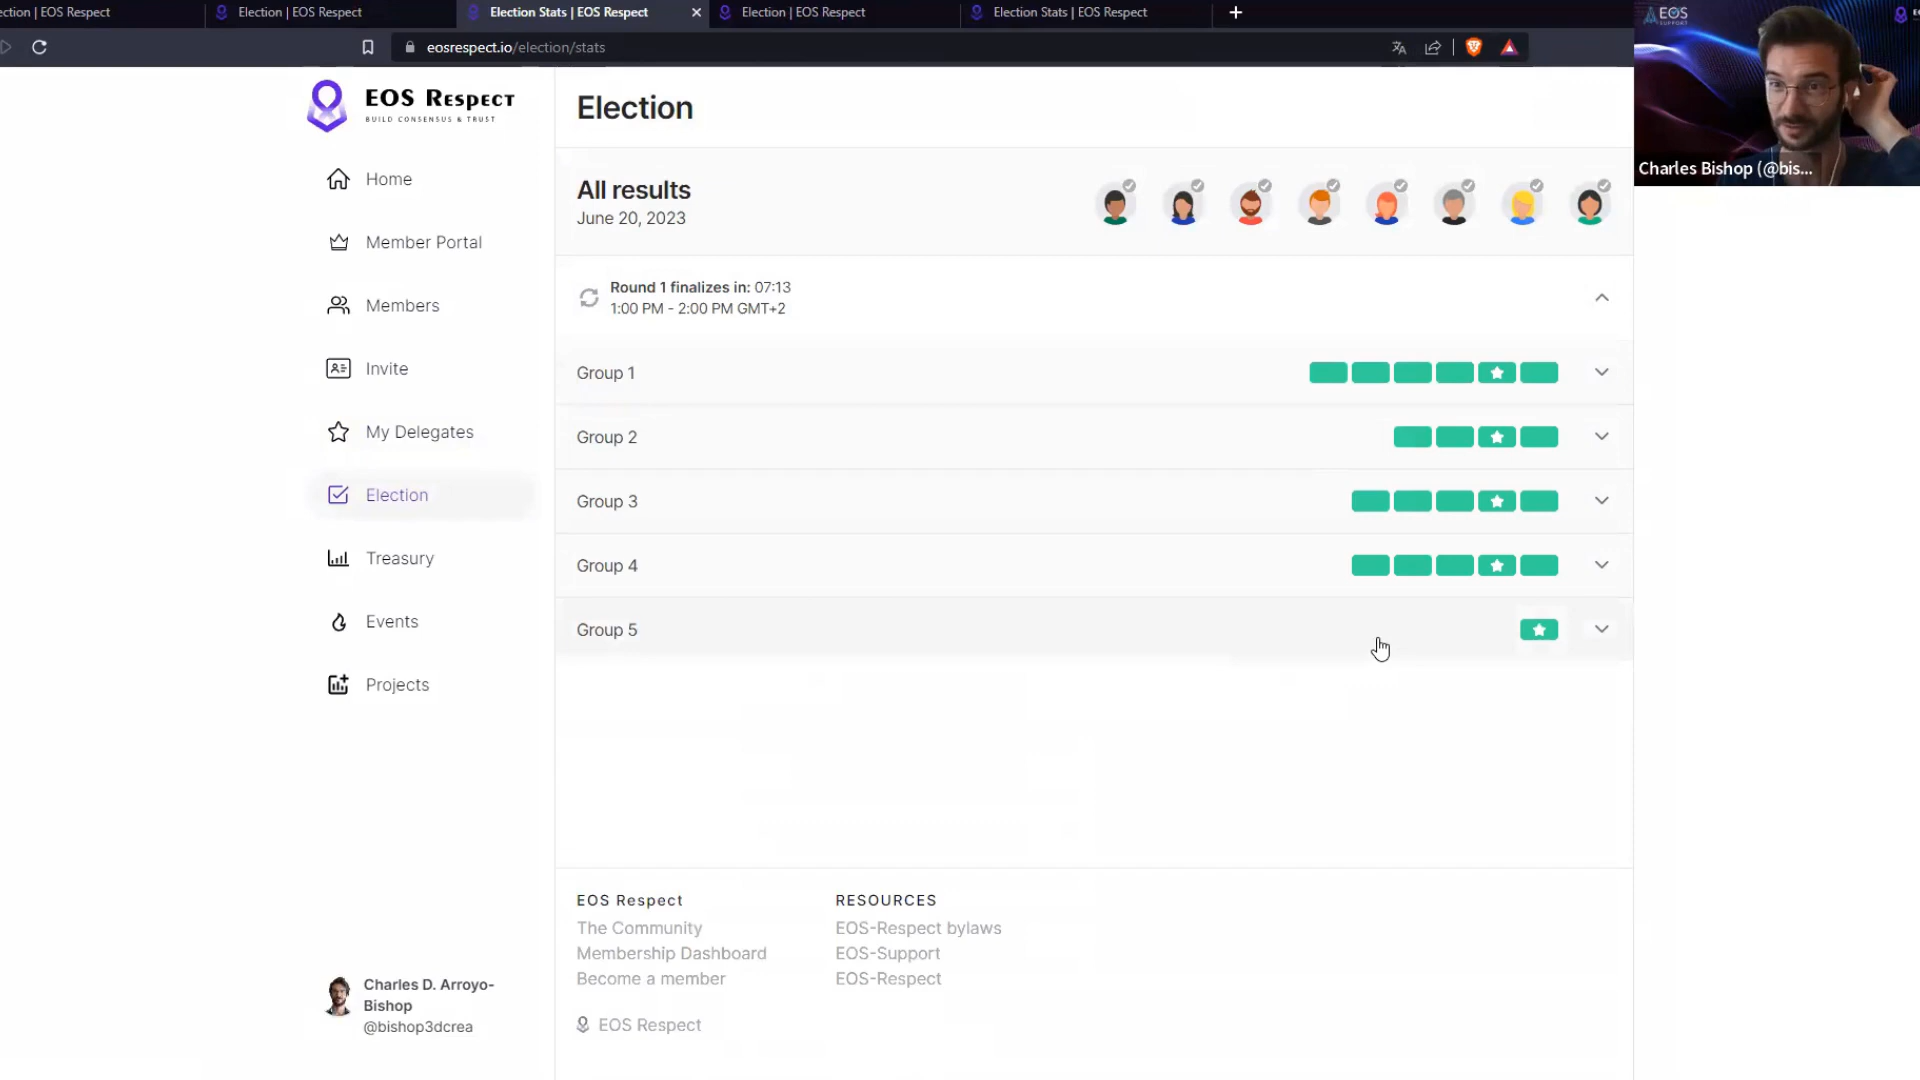 ection | EOS Respect
Election | EOS Respect
Election Stats | EOS Respect
Election | EOS Respect
Election Stats | EOS Respect
eosrespect.io/election/stats
EOS
SUPPORT
Charles Bishop (@bis...
EOS Respect
BUILD CONSENSUS & TRUST
Home
Member Portal
Members
Invite
My Delegates
Election
Treasury
Events
Projects
Charles D. Arroyo-
Bishop
@bishop3dcrea
Election
All results
June 20, 2023
Round 1 finalizes in: 07:13
1:00 PM - 2:00 PM GMT+2
Group 1
Group 2
Group 3
Group 4
Group 5
EOS Respect
The Community
Membership Dashboard
Become a member
RESOURCES
EOS-Respect bylaws
EOS-Support
EOS-Respect
EOS Respect